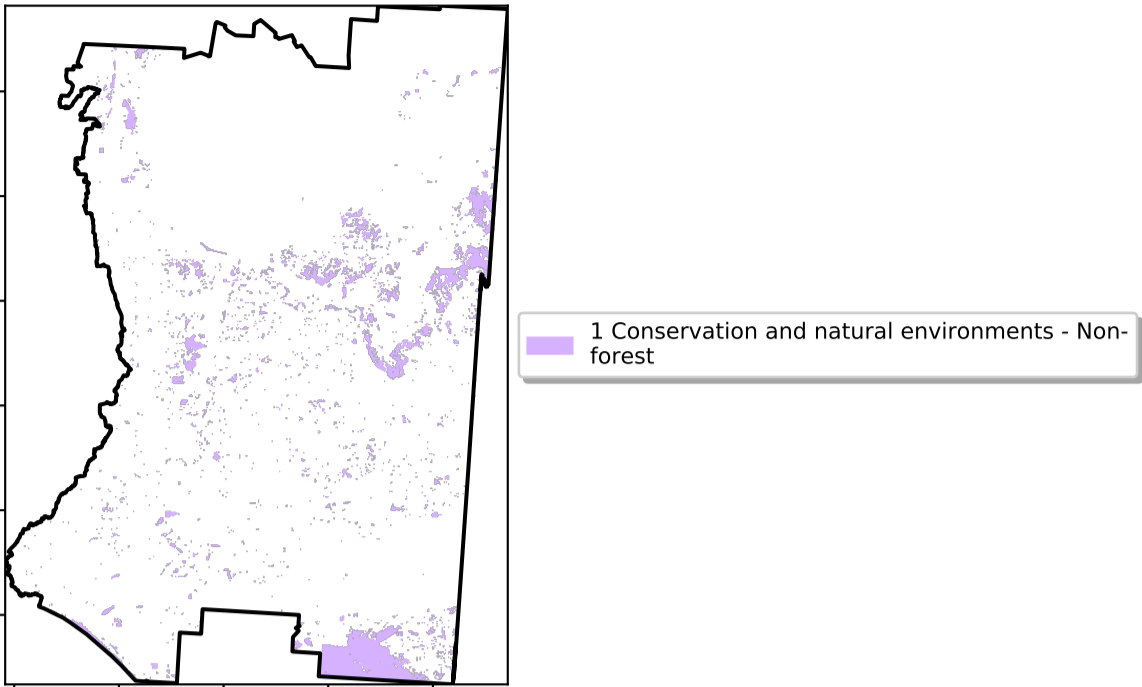 1 Conservation and natural environments - Non-
forest